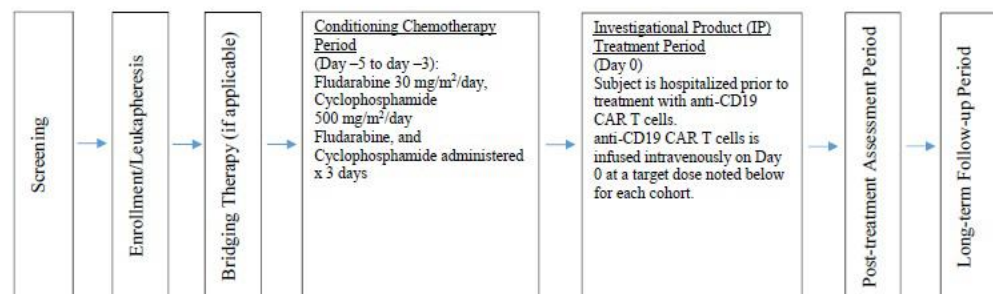 Screening
Enrollment/Leukapheresis
Bridging Therapy (if applicable)
Conditioning Chemotherapy
Period
(Day –5 to day –3):
Fludarabine 30 mg/m²/day,
Cyclophosphamide
500 mg/m²/day
Fludarabine, and
Cyclophosphamide administered
x 3 days
Investigational Product (IP)
Treatment Period
(Day 0)
Subject is hospitalized prior to
treatment with anti-CD19
CAR T cells.
anti-CD19 CAR T cells is
infused intravenously on Day
0 at a target dose noted below
for each cohort.
Post-treatment Assessment Period
Long-term Follow-up Period